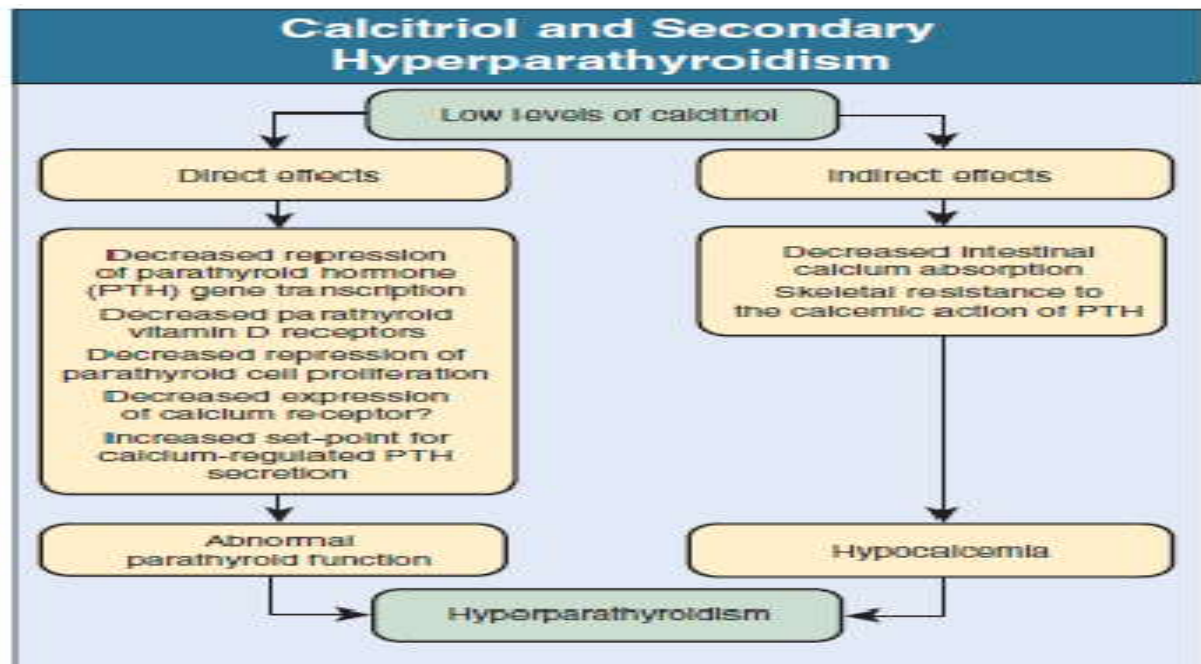 Calcitriol and Secondary
Hyperparathyroidism
Low levels of calcitriol
Direct effects
Indirect effects
Decreased repression
of parathyroid hormone
(PTH) gene transcription
Decreased parathyroid
vitamin D receptors
Decreased repression of
parathyroid cell proliferation
Decreased expression
of calcium receptor?
Increased set-point for
calcium-regulated PTH
secretion
Decreased intestinal
calcium absorption
Skeletal resistance to
the calcemic action of PTH
Abnormal
parathyroid function
Hypocalcemia
Hyperparathyroidism